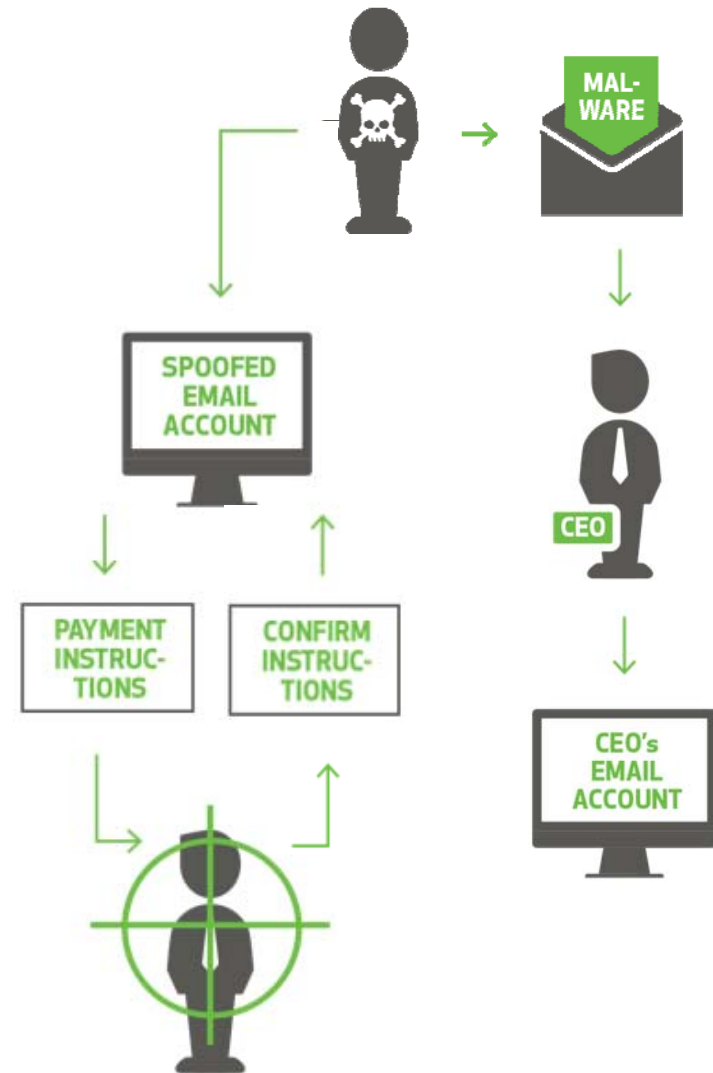 MAL-
WARE
SPOOFED
EMAIL
ACCOUNT
CEO
PAYMENT
INSTRUC-
TIONS
CONFIRM
INSTRUC-
TIONS
CEO's
EMAIL
ACCOUNT